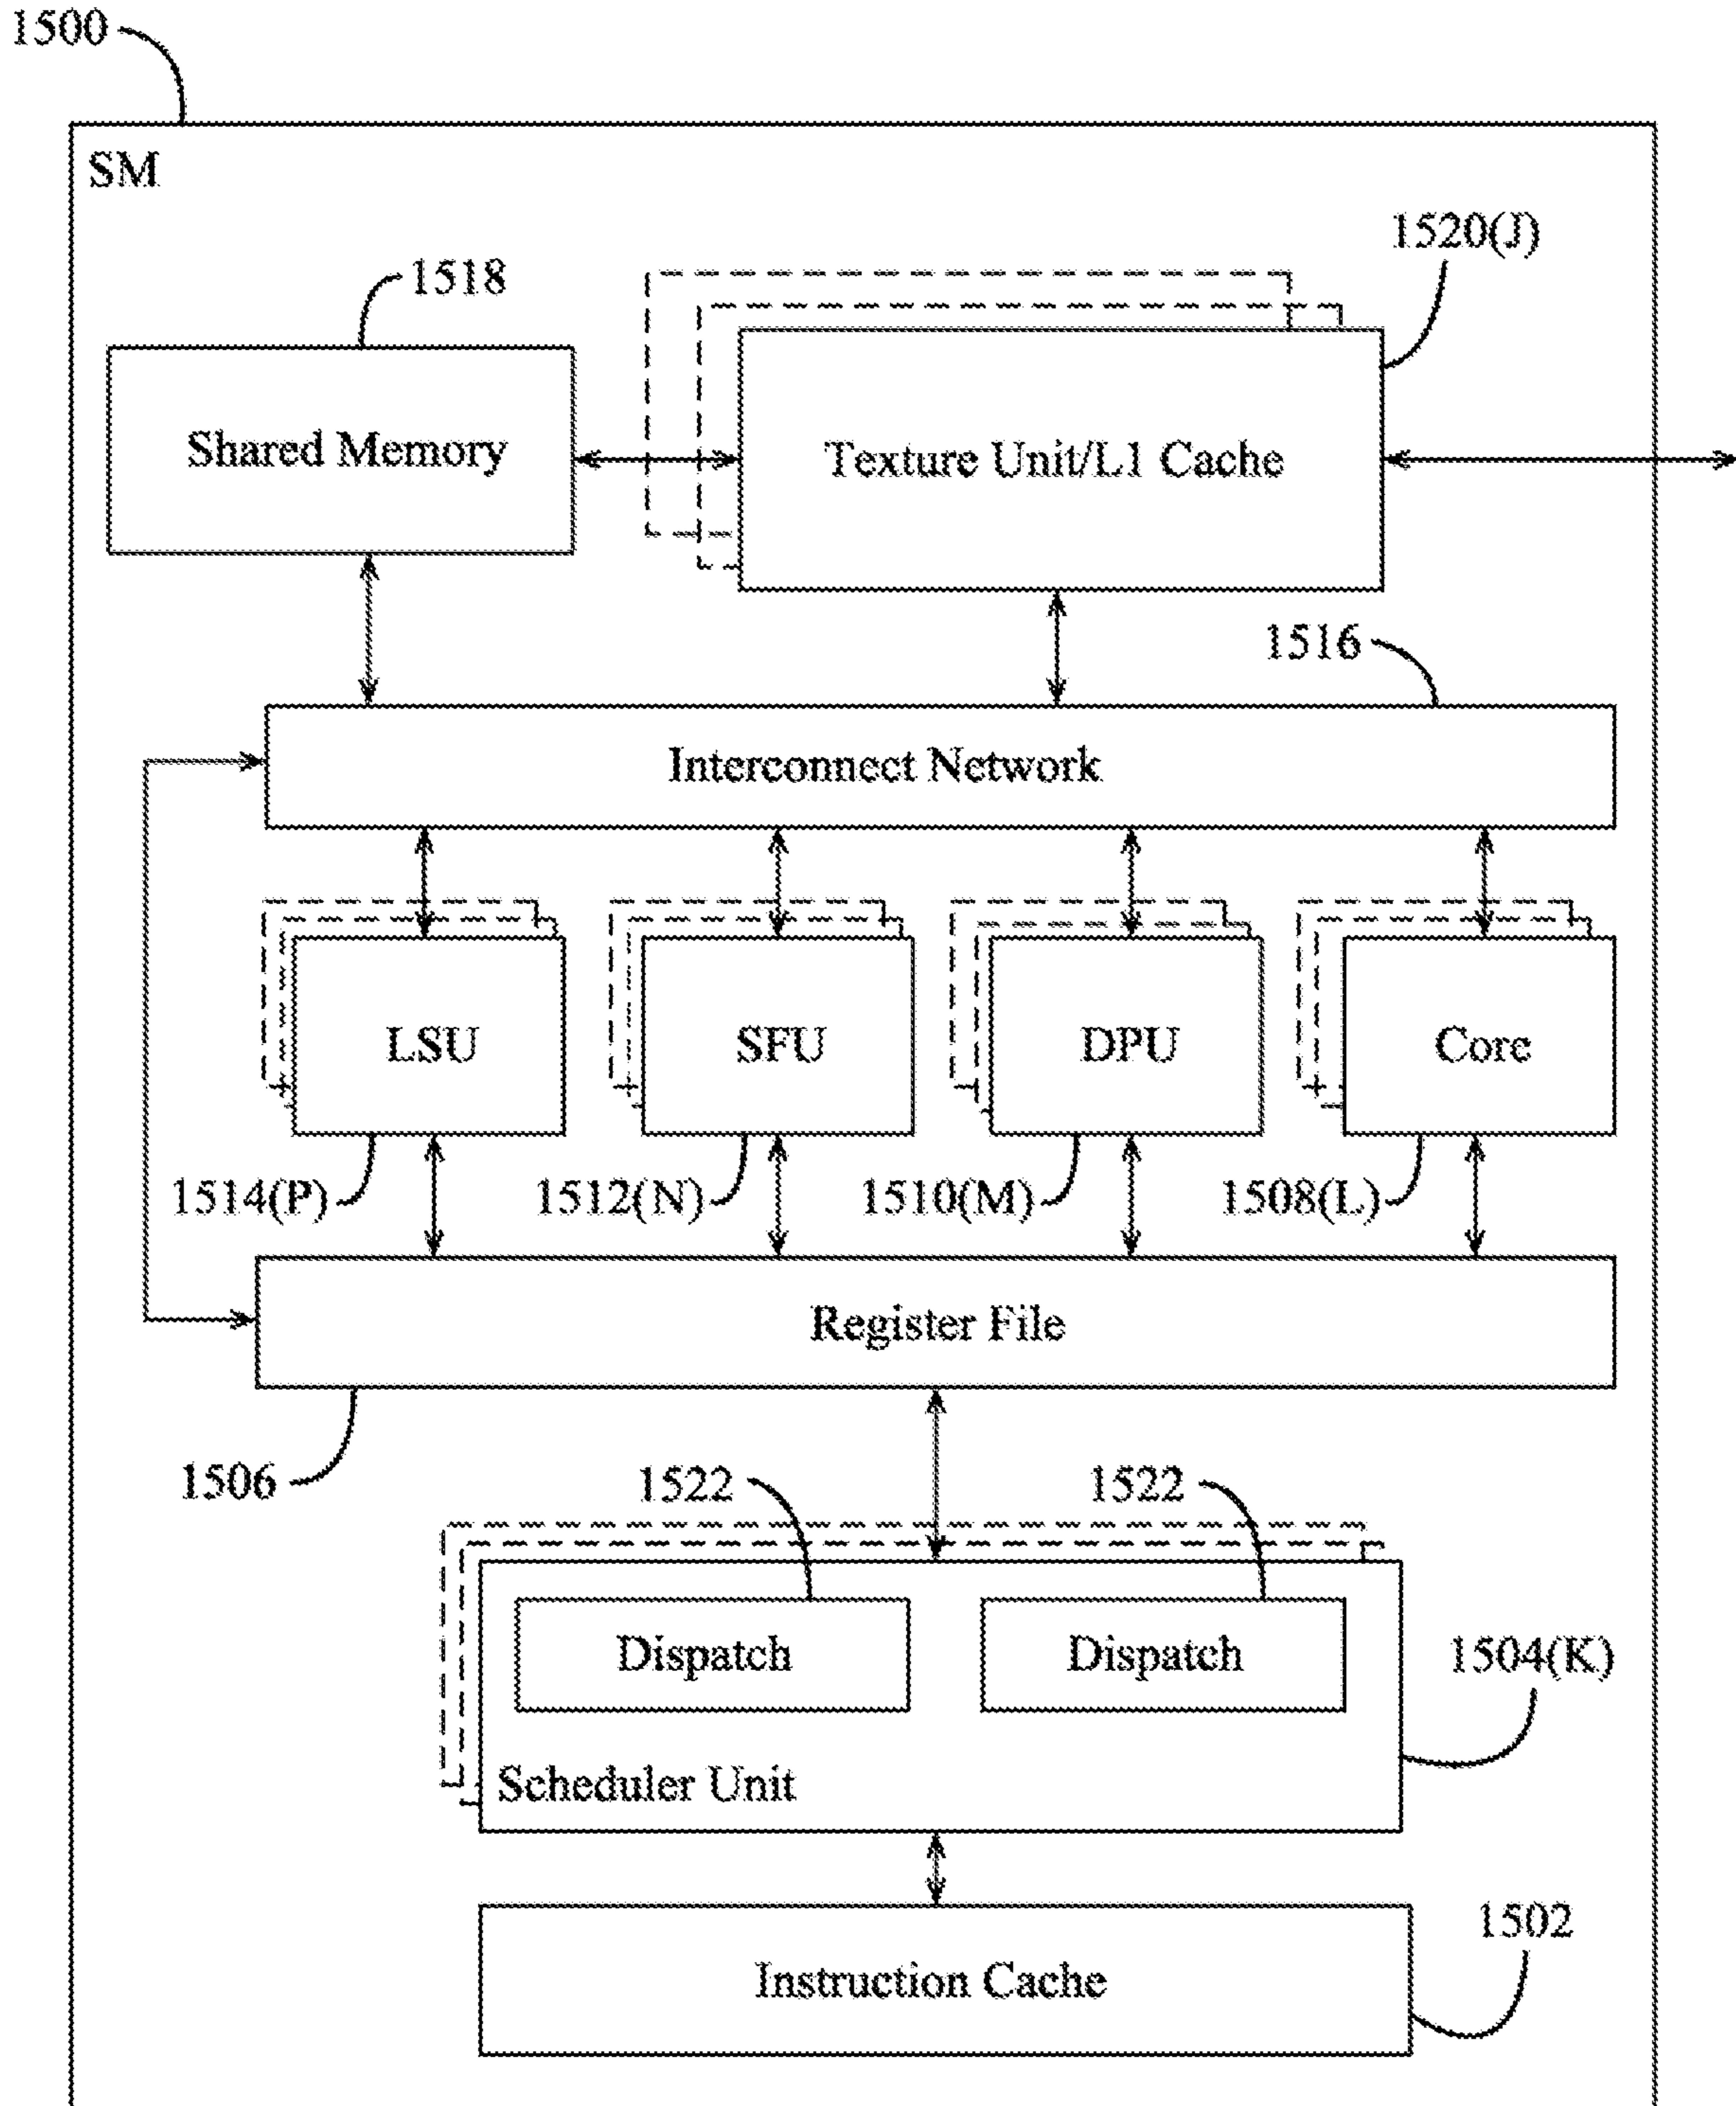 1500
SM
1520(J)
1518
Shared Memory
Texture Unit/L1 Cache
1516
Interconnect Network
LSU
SFU
DPU
Core
1514(P)
1512(N)
1510(M)
1508(L)
Register File
1506
1522
1522
Dispatch
Dispatch
1504(K)
Scheduler Unit
1502
Instruction Cache